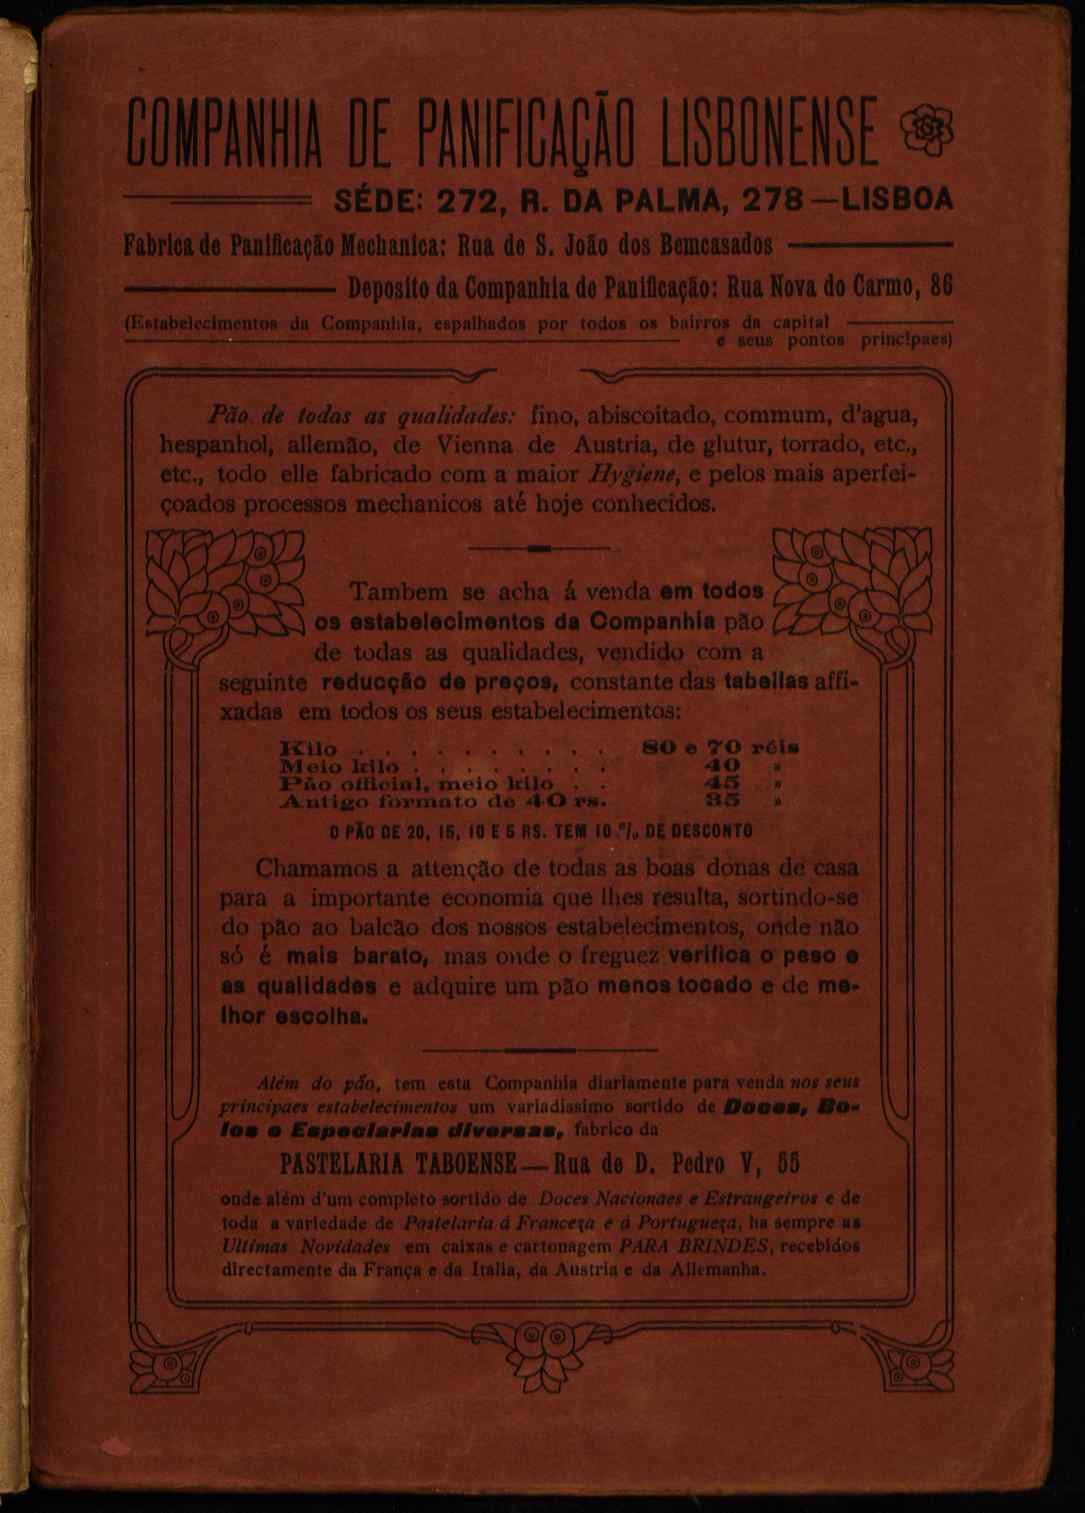 COMPANHIA DE PANIFICAÇÃO LISBONENSE
SÉDE: 272, R. DA PALMA, 278—LISBOA
Fabrica de Panificação Mechanica: Rua de S. João dos Bemcasados
Deposito da Companhia de Panificação: Rua Nova do Carmo, 86
(Estabelecimentos da Companhia, espalhados por todos os bairros da capital
e seus pontos principaes)
Pão de todas as qualidades: fino, abiscoitado, commum, d'agua,
hespanhol, allemão, de Vienna de Austria, de glutur, torrado, etc.,
etc., todo elle fabricado com a maior Hygiene, e pelos mais aperfei-
çoados processos mechanicos até hoje conhecidos.
Tambem se acha á venda em todos
os estabelecimentos da Companhia pão
de todas as qualidades, vendido com a
seguinte reducção de preços, constante das tabellas affi-
xadas em todos os seus estabelecimentos:
Kilo . . . . . . . . . . . 80 e 70 réis
Meio kilo . . . . . . . . . 40 »
Pão official, meio kilo . . 45 »
Antigo formato de 40 rs. 35 »
O PÃO DE 20, 15, 10 E 5 RS. TEM 10 % DE DESCONTO
Chamamos a attenção de todas as boas donas de casa
para a importante economia que lhes resulta, sortindo-se
do pão ao balcão dos nossos estabelecimentos, onde não
só é mais barato, mas onde o freguez verifica o peso e
as qualidades e adquire um pão menos tocado e de me-
lhor escolha.
Além do pão, tem esta Companhia diariamente para venda nos seus
principaes estabelecimentos um variadissimo sortido de Doces, Bo-
los e Especiarias diversas, fabrico da
PASTELARIA TABOENSE—Rua de D. Pedro V, 55
onde além d'um completo sortido de Doces Nacionaes e Estrangeiros e de
toda a variedade de Pastelaria á Franceza e á Portugueza, ha sempre as
Ultimas Novidades em caixas e cartonagem PARA BRINDES, recebidos
directamente da França e da Italia, da Austria e da Allemanha.